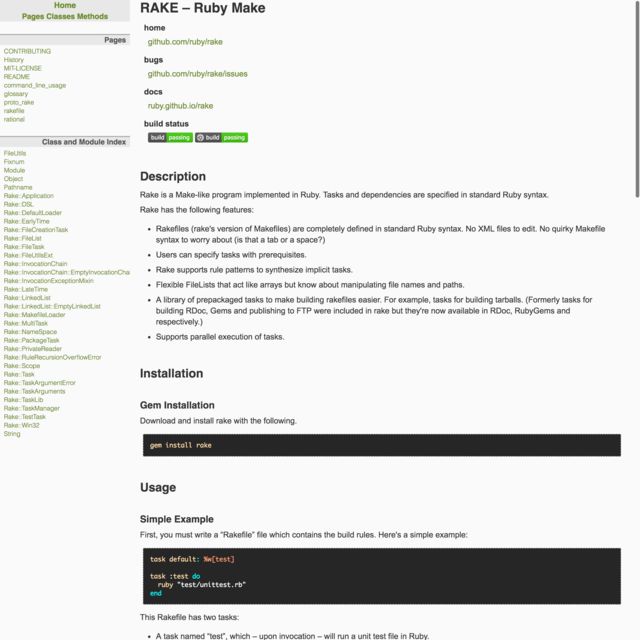 Home
Pages Classes Methods
Pages
CONTRIBUTING
History
MIT-LICENSE
README
command_line_usage
glossary
proto_rake
rakefile
rational
Class and Module Index
FileUtils
Fixnum
Module
Object
Pathname
Rake::Application
Rake::DSL
Rake::DefaultLoader
Rake::EarlyTime
Rake::FileCreationTask
Rake::FileList
Rake::FileTask
Rake::FileUtilsExt
Rake::InvocationChain
Rake::InvocationChain::EmptyInvocationCha
Rake::InvocationExceptionMixin
Rake::LateTime
Rake::LinkedList
Rake::LinkedList::EmptyLinkedList
Rake::MakefileLoader
Rake::MultiTask
Rake::NameSpace
Rake::PackageTask
Rake::PrivateReader
Rake::RuleRecursionOverflowError
Rake::Scope
Rake::Task
Rake::TaskArgumentError
Rake::TaskArguments
Rake::TaskLib
Rake::TaskManager
Rake::TestTask
Rake::Win32
String
RAKE – Ruby Make
home
github.com/ruby/rake
bugs
github.com/ruby/rake/issues
docs
ruby.github.io/rake
build status
build passing build passing
Description
Rake is a Make-like program implemented in Ruby. Tasks and dependencies are specified in standard Ruby syntax.
Rake has the following features:
• Rakefiles (rake's version of Makefiles) are completely defined in standard Ruby syntax. No XML files to edit. No quirky Makefile
syntax to worry about (is that a tab or a space?)
• Users can specify tasks with prerequisites.
• Rake supports rule patterns to synthesize implicit tasks.
• Flexible FileLists that act like arrays but know about manipulating file names and paths.
• A library of prepackaged tasks to make building rakefiles easier. For example, tasks for building tarballs. (Formerly tasks for
building RDoc, Gems and publishing to FTP were included in rake but they're now available in RDoc, RubyGems and
respectively.)
• Supports parallel execution of tasks.
Installation
Gem Installation
Download and install rake with the following.
gem install rake
Usage
Simple Example
First, you must write a "Rakefile" file which contains the build rules. Here's a simple example:
task default: %w[test]
task :test do
ruby "test/unittest.rb"
end
This Rakefile has two tasks:
• A task named "test", which – upon invocation – will run a unit test file in Ruby.